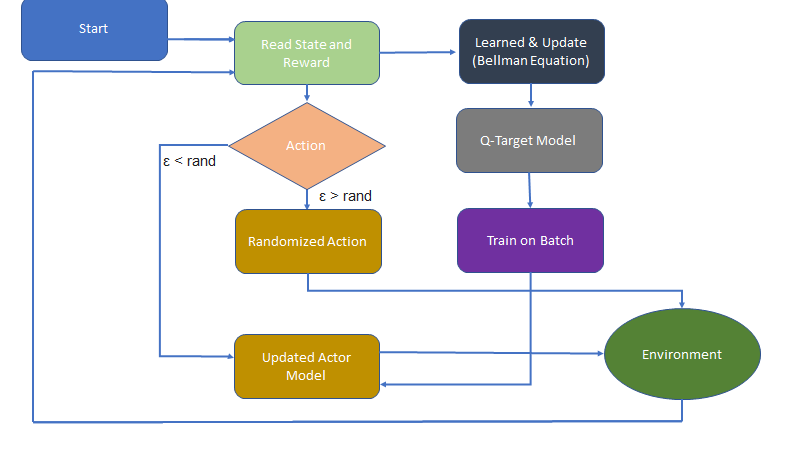 Start
Read State and
Reward
Learned & Update
(Bellman Equation)
Action
Q-Target Model
ε < rand
ε > rand
Randomized Action
Train on Batch
Updated Actor
Model
Environment